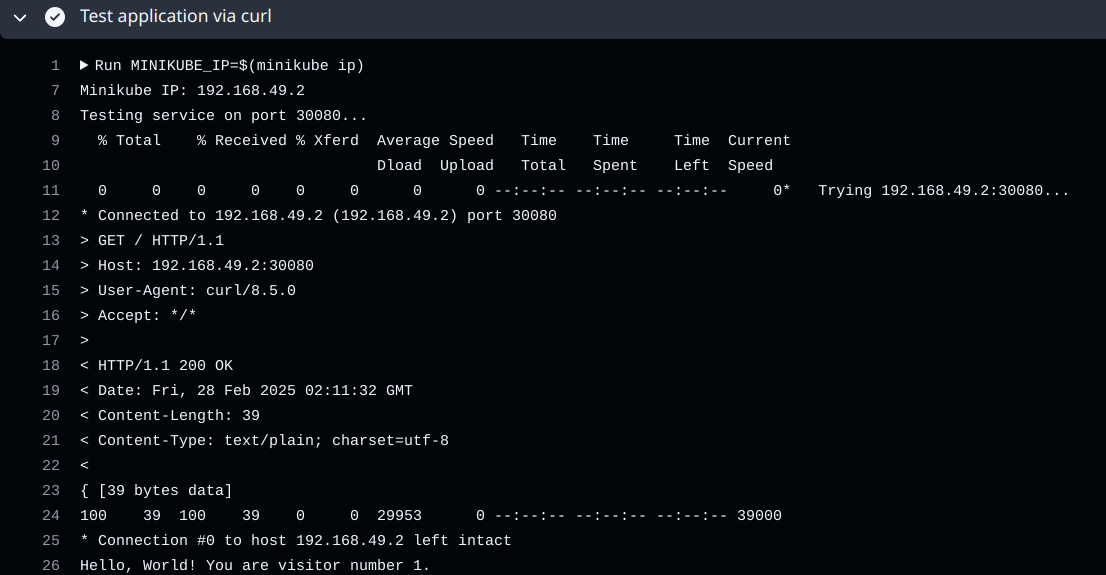 Test application via curl
1 Run MINIKUBE_IP=$(minikube ip)
7 Minikube IP: 192.168.49.2
8 Testing service on port 30080...
9   % Total    % Received % Xferd  Average Speed   Time    Time     Time  Current
10                                  Dload  Upload   Total   Spent    Left  Speed
11   0     0    0     0    0     0      0      0 --:--:-- --:--:-- --:--:--     0*   Trying 192.168.49.2:30080...
12 * Connected to 192.168.49.2 (192.168.49.2) port 30080
13 > GET / HTTP/1.1
14 > Host: 192.168.49.2:30080
15 > User-Agent: curl/8.5.0
16 > Accept: */*
17 >
18 < HTTP/1.1 200 OK
19 < Date: Fri, 28 Feb 2025 02:11:32 GMT
20 < Content-Length: 39
21 < Content-Type: text/plain; charset=utf-8
22 <
23 { [39 bytes data]
24 100    39  100    39    0     0  29953      0 --:--:-- --:--:-- --:--:-- 39000
25 * Connection #0 to host 192.168.49.2 left intact
26 Hello, World! You are visitor number 1.